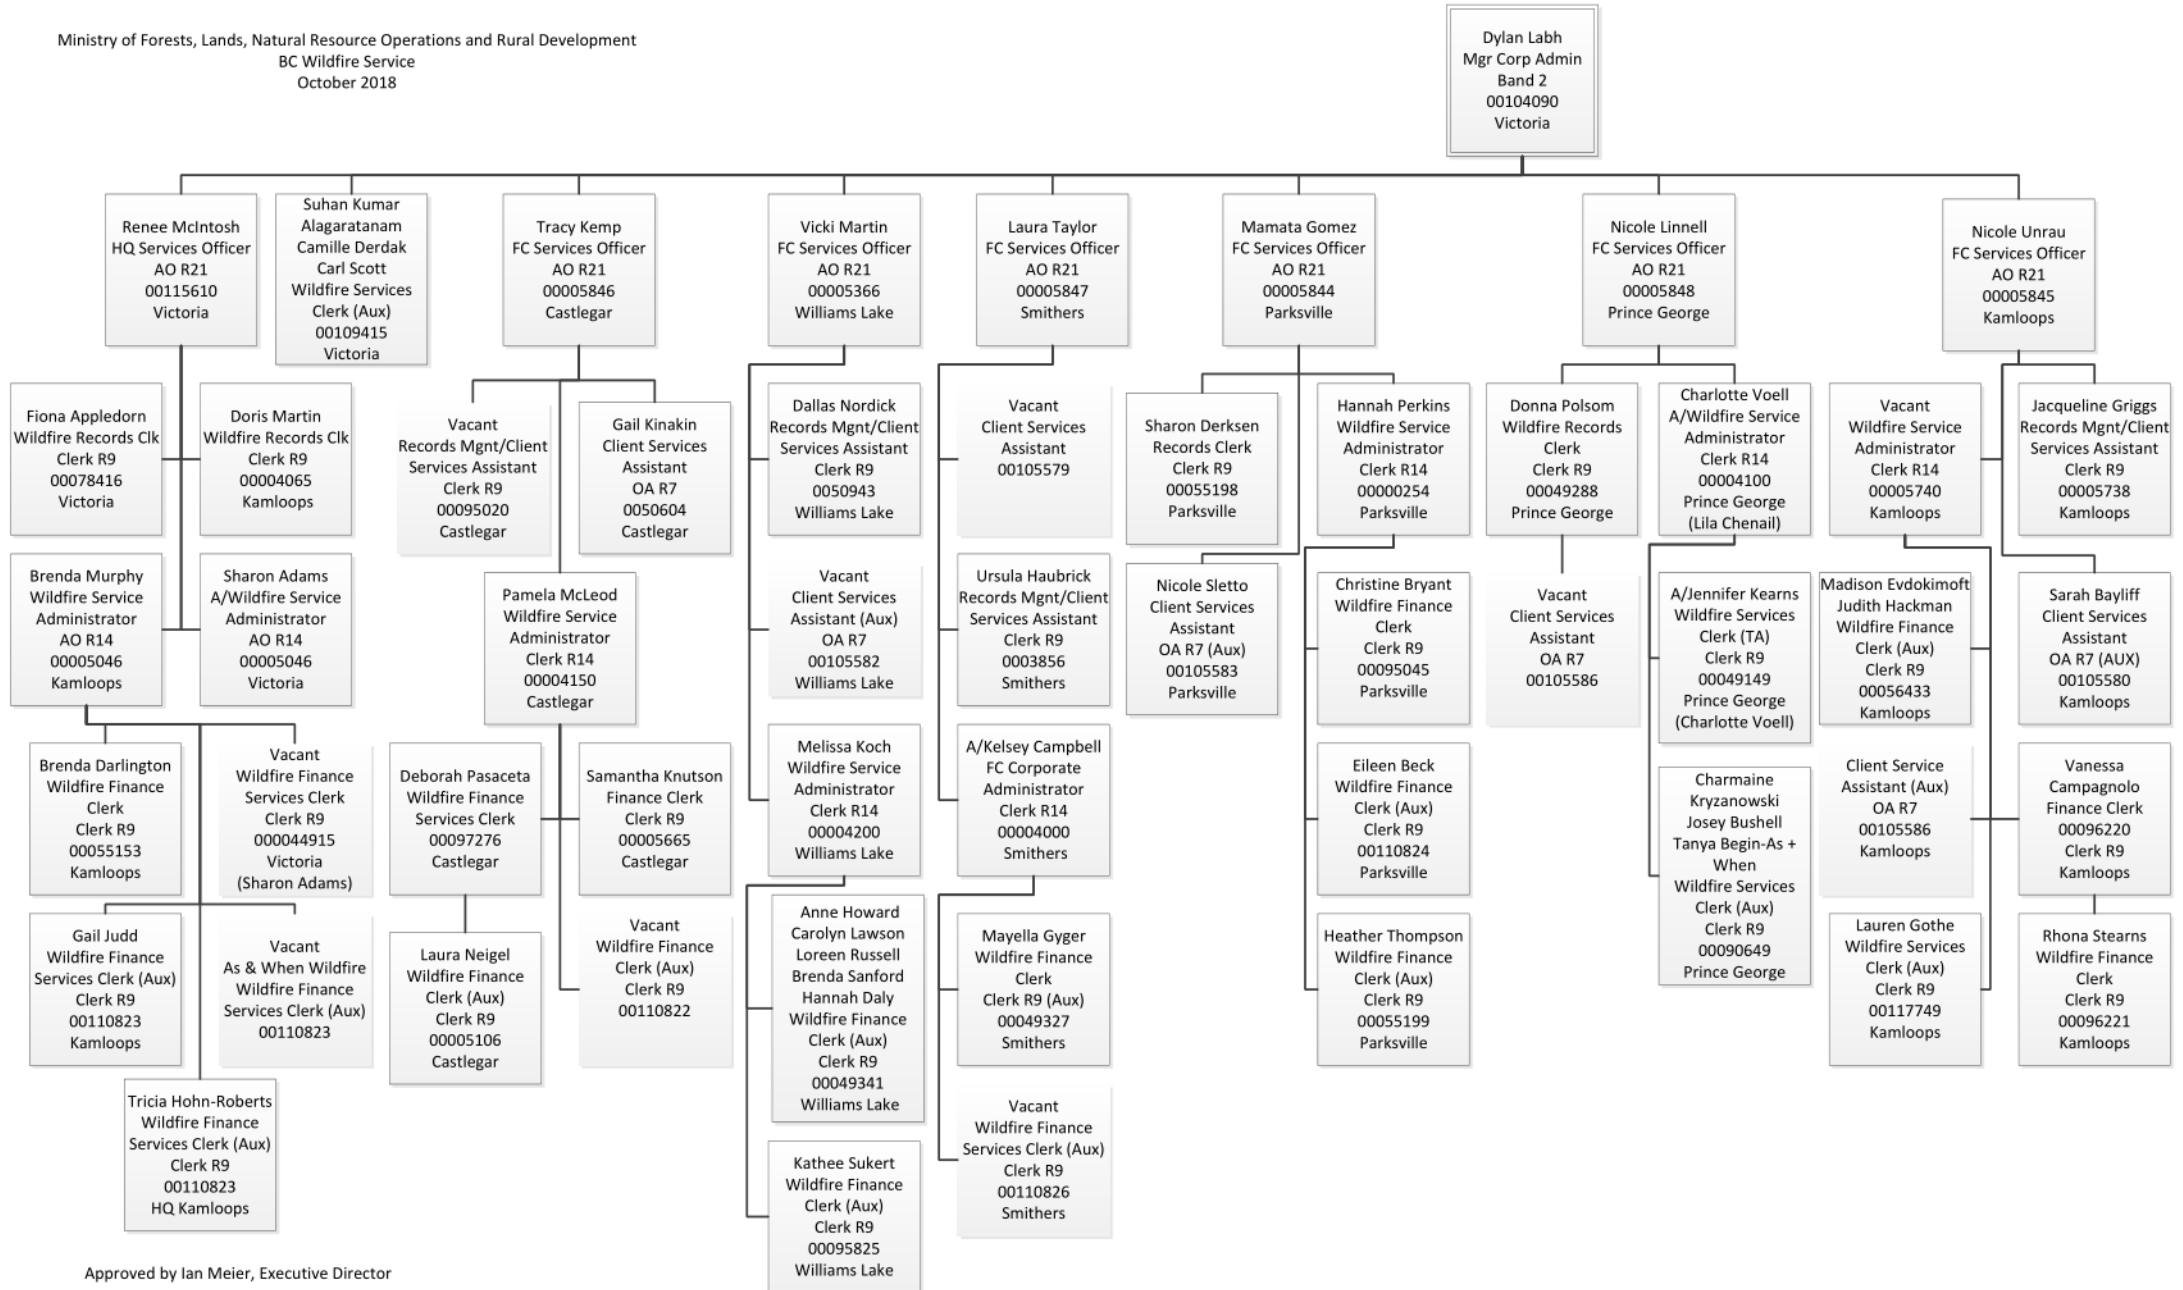 Ministry of Forests, Lands, Natural Resource Operations and Rural Development
BC Wildfire Service
October 2018
Dylan Labh
Mgr Corp Admin
Band 2
00104090
Victoria
Renee McIntosh
HQ Services Officer
AO R21
00115610
Victoria
Suhan Kumar
Alagaratanam
Camille Derdak
Carl Scott
Wildfire Services
Clerk (Aux)
00109415
Victoria
Tracy Kemp
FC Services Officer
AO R21
00005846
Castlegar
Vicki Martin
FC Services Officer
AO R21
00005366
Williams Lake
Laura Taylor
FC Services Officer
AO R21
00005847
Smithers
Mamata Gomez
FC Services Officer
AO R21
00005844
Parksville
Nicole Linnell
FC Services Officer
AO R21
00005848
Prince George
Nicole Unrau
FC Services Officer
AO R21
00005845
Kamloops
Fiona Appledorn
Wildfire Records Clk
Clerk R9
00078416
Victoria
Doris Martin
Wildfire Records Clk
Clerk R9
00004065
Kamloops
Brenda Murphy
Wildfire Service
Administrator
AO R14
00005046
Kamloops
Sharon Adams
A/Wildfire Service
Administrator
AO R14
00005046
Victoria
Brenda Darlington
Wildfire Finance
Clerk
Clerk R9
00055153
Kamloops
Vacant
Wildfire Finance
Services Clerk
Clerk R9
000044915
Victoria
(Sharon Adams)
Gail Judd
Wildfire Finance
Services Clerk (Aux)
Clerk R9
00110823
Kamloops
Vacant
As & When Wildfire
Wildfire Finance
Services Clerk (Aux)
00110823
Tricia Hohn-Roberts
Wildfire Finance
Services Clerk (Aux)
Clerk R9
00110823
HQ Kamloops
Vacant
Records Mgnt/Client
Services Assistant
Clerk R9
00095020
Castlegar
Gail Kinakin
Client Services
Assistant
OA R7
0050604
Castlegar
Pamela McLeod
Wildfire Service
Administrator
Clerk R14
00004150
Castlegar
Deborah Pasaceta
Wildfire Finance
Services Clerk
00097276
Castlegar
Samantha Knutson
Finance Clerk
Clerk R9
00005665
Castlegar
Laura Neigel
Wildfire Finance
Clerk (Aux)
Clerk R9
00005106
Castlegar
Vacant
Wildfire Finance
Clerk (Aux)
Clerk R9
00110822
Dallas Nordick
Records Mgnt/Client
Services Assistant
Clerk R9
0050943
Williams Lake
Vacant
Client Services
Assistant (Aux)
OA R7
00105582
Williams Lake
Melissa Koch
Wildfire Service
Administrator
Clerk R14
00004200
Williams Lake
Anne Howard
Carolyn Lawson
Loreen Russell
Brenda Sanford
Hannah Daly
Wildfire Finance
Clerk (Aux)
Clerk R9
00049341
Williams Lake
Kathee Sukert
Wildfire Finance
Clerk (Aux)
Clerk R9
00095825
Williams Lake
Vacant
Client Services
Assistant
00105579
Ursula Haubrick
Records Mgnt/Client
Services Assistant
Clerk R9
0003856
Smithers
A/Kelsey Campbell
FC Corporate
Administrator
Clerk R14
00004000
Smithers
Mayella Gyger
Wildfire Finance
Clerk
Clerk R9 (Aux)
00049327
Smithers
Vacant
Wildfire Finance
Services Clerk (Aux)
Clerk R9
00110826
Smithers
Sharon Derksen
Records Clerk
Clerk R9
00055198
Parksville
Hannah Perkins
Wildfire Service
Administrator
Clerk R14
00000254
Parksville
Nicole Sletto
Client Services
Assistant
OA R7 (Aux)
00105583
Parksville
Christine Bryant
Wildfire Finance
Clerk
Clerk R9
00095045
Parksville
Eileen Beck
Wildfire Finance
Clerk (Aux)
Clerk R9
00110824
Parksville
Heather Thompson
Wildfire Finance
Clerk (Aux)
Clerk R9
00055199
Parksville
Donna Polsom
Wildfire Records
Clerk
Clerk R9
00049288
Prince George
Charlotte Voell
A/Wildfire Service
Administrator
Clerk R14
00004100
Prince George
(Lila Chenail)
Vacant
Client Services
Assistant
OA R7
00105586
A/Jennifer Kearns
Wildfire Services
Clerk (TA)
Clerk R9
00049149
Prince George
(Charlotte Voell)
Charmaine
Kryzanowski
Josey Bushell
Tanya Begin-As +
When
Wildfire Services
Clerk (Aux)
Clerk R9
00090649
Prince George
Vacant
Wildfire Service
Administrator
Clerk R14
00005740
Kamloops
Jacqueline Griggs
Records Mgnt/Client
Services Assistant
Clerk R9
00005738
Kamloops
Madison Evdokimoft
Judith Hackman
Wildfire Finance
Clerk (Aux)
Clerk R9
00056433
Kamloops
Sarah Bayliff
Client Services
Assistant
OA R7 (AUX)
00105580
Kamloops
Client Service
Assistant (Aux)
OA R7
00105586
Kamloops
Vanessa
Campagnolo
Finance Clerk
00096220
Clerk R9
Kamloops
Lauren Gothe
Wildfire Services
Clerk (Aux)
Clerk R9
00117749
Kamloops
Rhona Stearns
Wildfire Finance
Clerk
Clerk R9
00096221
Kamloops
Approved by Ian Meier, Executive Director